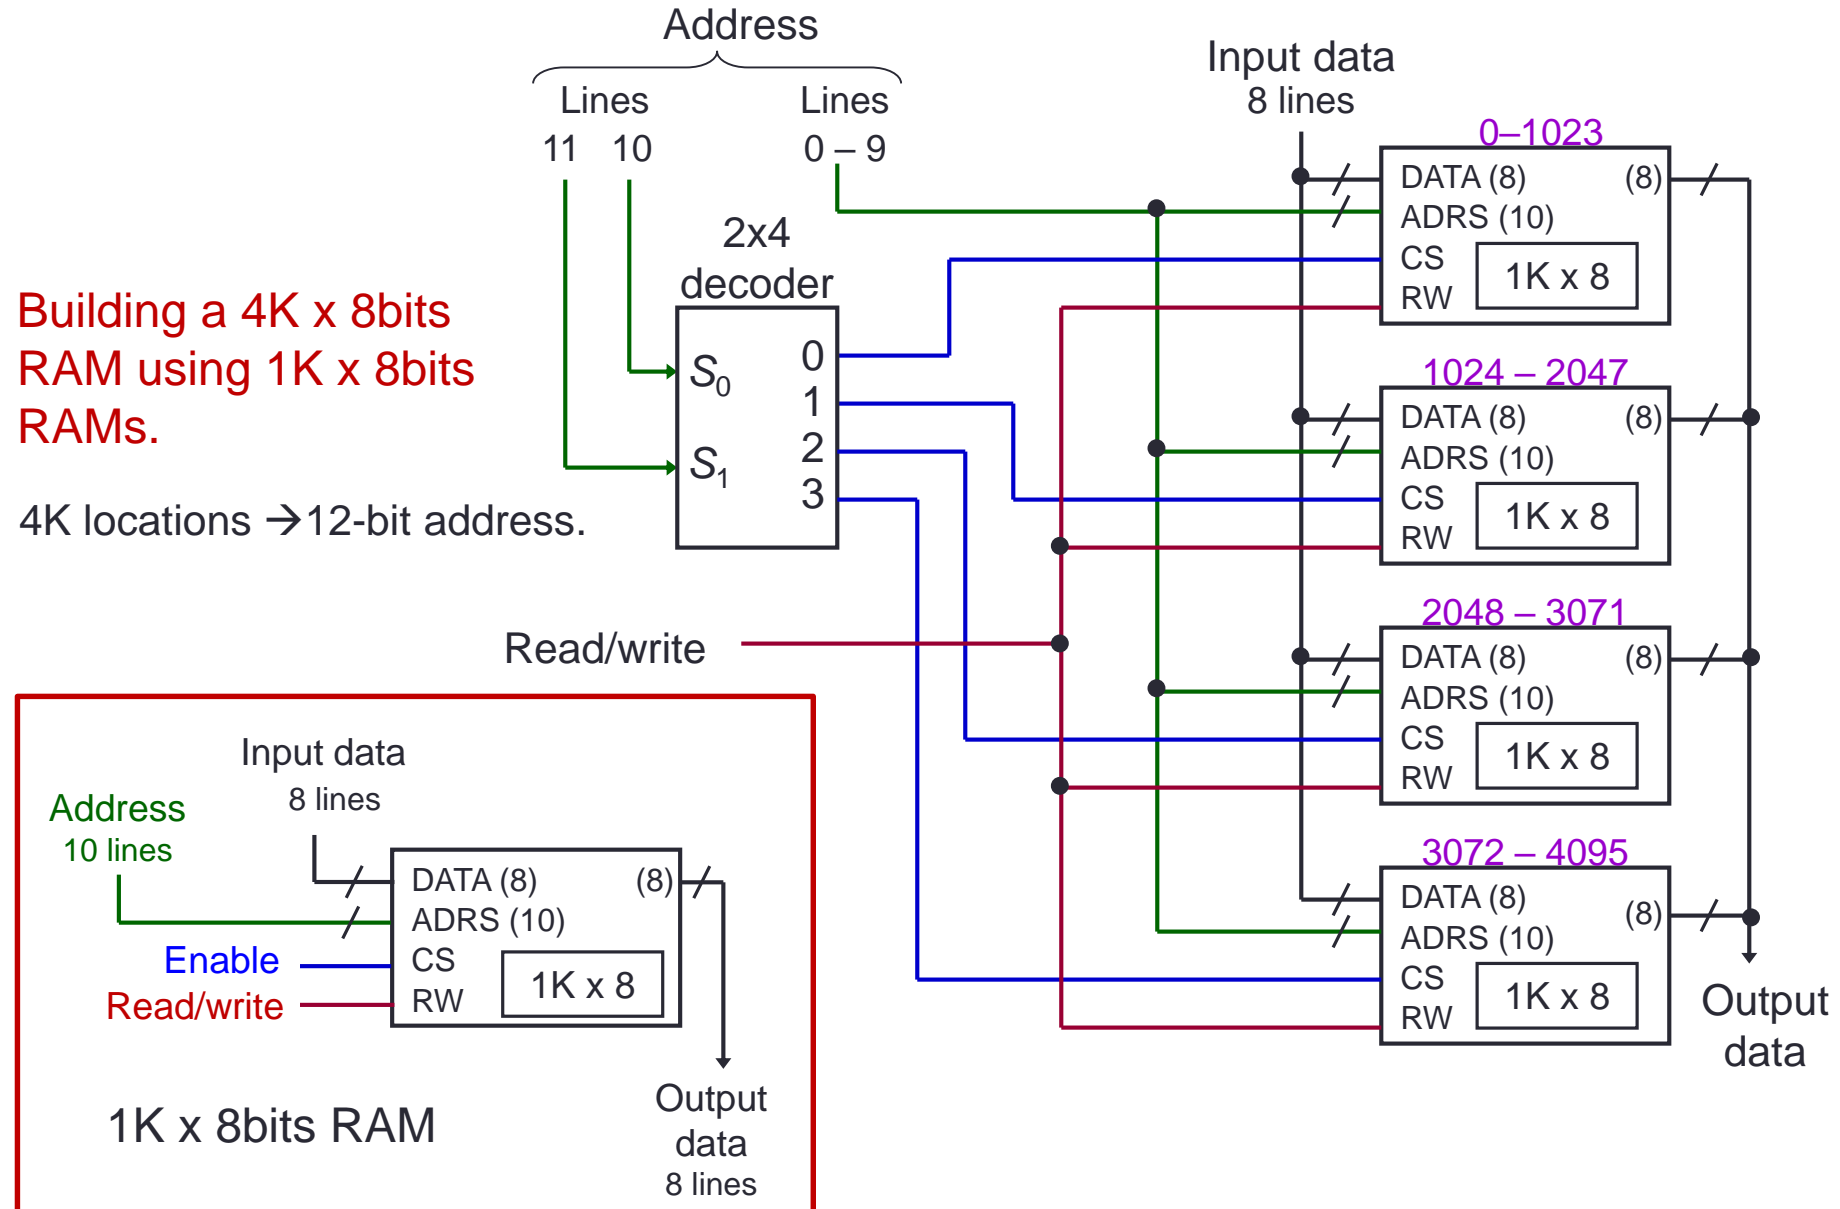 Address
Lines Lines
11 10 0 – 9
Input data
8 lines
2x4
decoder
S0 0
1
S1 2
3
Building a 4K x 8bits
RAM using 1K x 8bits
RAMs.
4K locations →12-bit address.
Read/write
0–1023
DATA (8) (8)
ADRS (10)
CS
RW
1K x 8
1024 – 2047
DATA (8) (8)
ADRS (10)
CS
RW
1K x 8
2048 – 3071
DATA (8) (8)
ADRS (10)
CS
RW
1K x 8
3072 – 4095
DATA (8) (8)
ADRS (10)
CS
RW
1K x 8
Output
data
Input data
8 lines
Address
10 lines
Enable
Read/write
DATA (8) (8)
ADRS (10)
CS
RW
1K x 8
Output
data
8 lines
1K x 8bits RAM